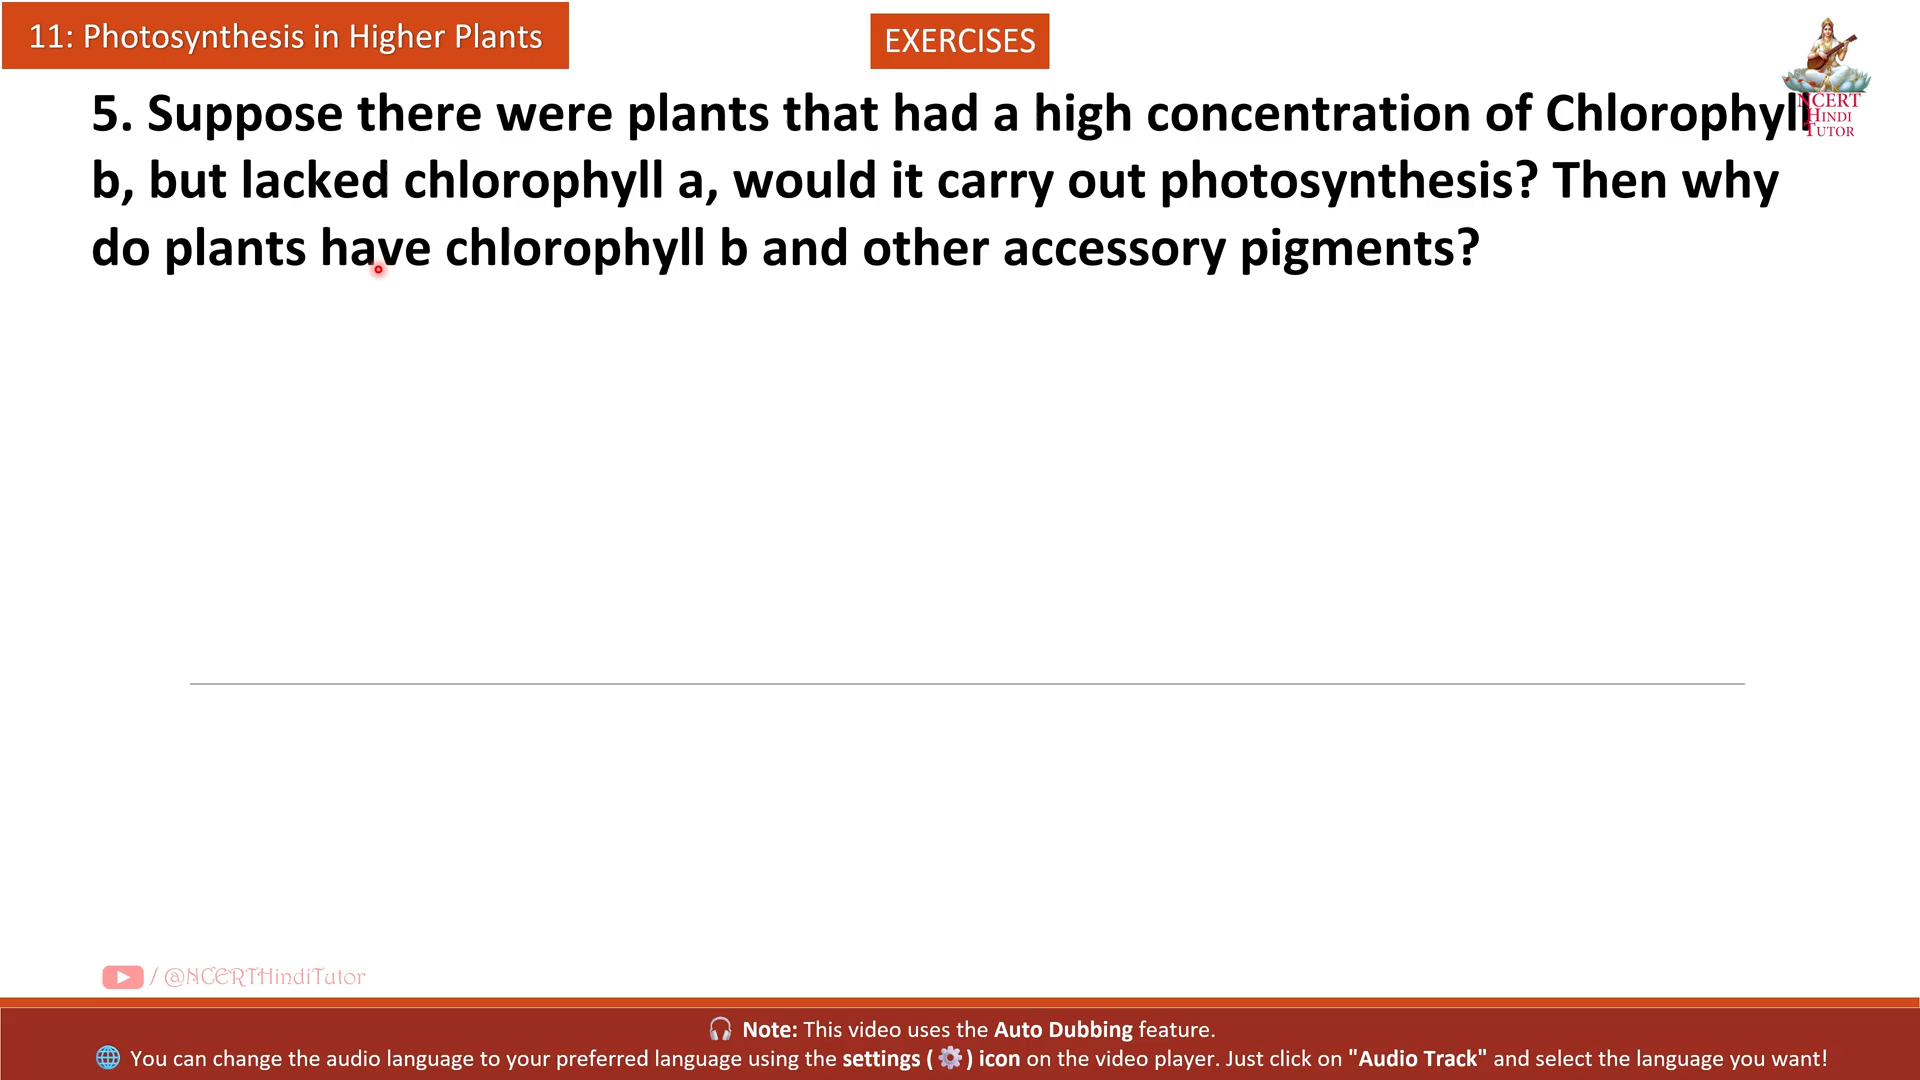 11: Photosynthesis in Higher Plants
EXERCISES
NCERT
HINDI
TUTOR
5. Suppose there were plants that had a high concentration of Chlorophyll
b, but lacked chlorophyll a, would it carry out photosynthesis? Then why
do plants have chlorophyll b and other accessory pigments?
/ @NCERTHindiTutor
Note: This video uses the Auto Dubbing feature.
You can change the audio language to your preferred language using the settings ( ) icon on the video player. Just click on "Audio Track" and select the language you want!